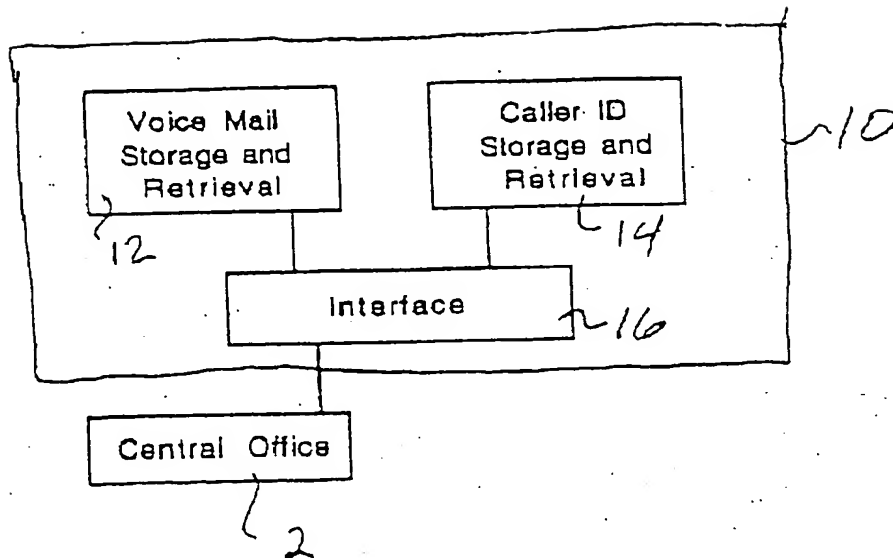 Voice Mail
Storage and
Retrieval
Caller ID
Storage and
Retrieval
10
12
14
Interface
16
Central Office
2